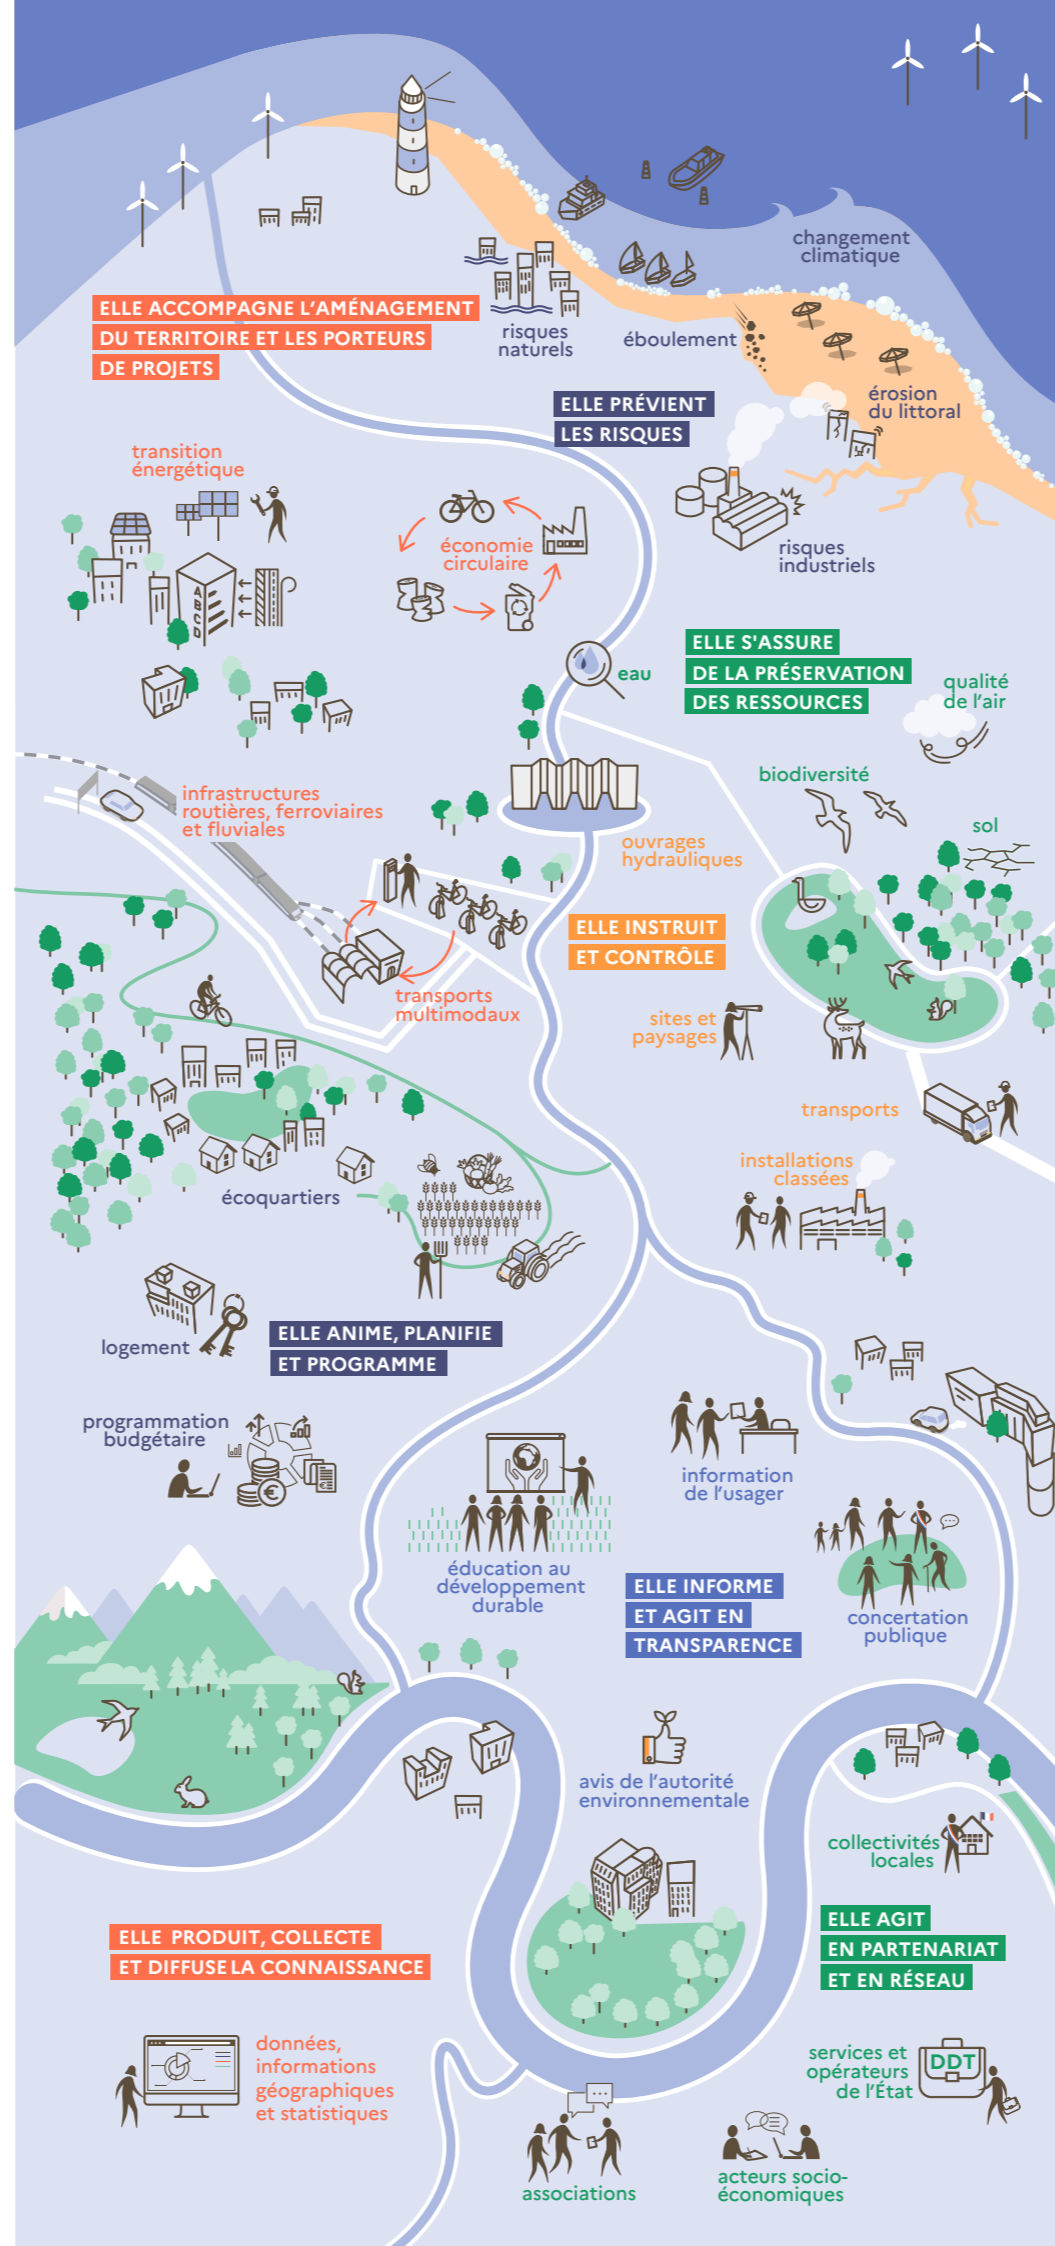 changement
climatique
ELLE ACCOMPAGNE L'AMÉNAGEMENT
DU TERRITOIRE ET LES PORTEURS
DE PROJETS
risques
naturels
éboulement
érosion
du littoral
ELLE PRÉVIENT
LES RISQUES
transition
énergétique
économie
circulaire
risques
industriels
A
B
C
D
ELLE S'ASSURE
DE LA PRÉSERVATION
DES RESSOURCES
eau
qualité
de l'air
biodiversité
sol
infrastructures
routières, ferroviaires
et fluviales
ouvrages
hydrauliques
ELLE INSTRUIT
ET CONTRÔLE
transports
multimodaux
sites et
paysages
transports
installations
classées
écoquartiers
logement
ELLE ANIME, PLANIFIE
ET PROGRAMME
programmation
budgétaire
€
€
information
de l'usager
éducation au
développement
durable
ELLE INFORME
ET AGIT EN
TRANSPARENCE
concertation
publique
avis de l'autorité
environnementale
collectivités
locales
ELLE PRODUIT, COLLECTE
ET DIFFUSE LA CONNAISSANCE
ELLE AGIT
EN PARTENARIAT
ET EN RÉSEAU
données,
informations
géographiques
et statistiques
services et
opérateurs
de l'État
DDT
associations
acteurs socio-
économiques